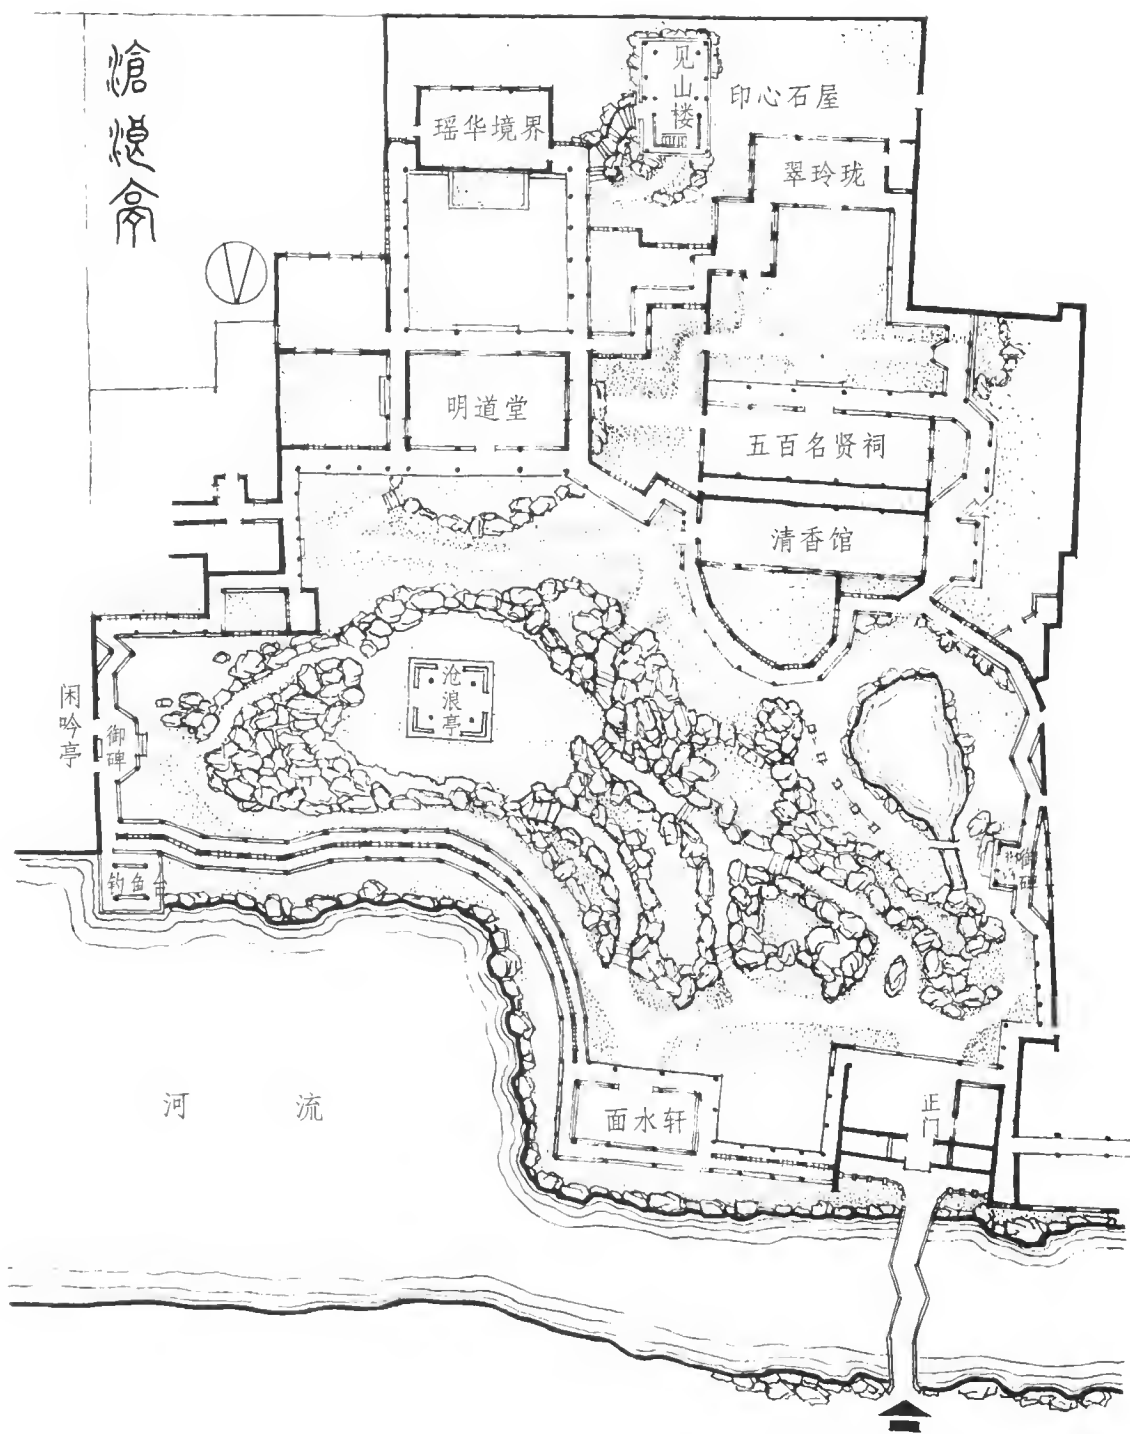 滄浪亭
见山楼
印心石屋
瑶华境界
翠玲珑
明道堂
五百名贤祠
清香馆
沧浪亭
闲吟亭
御碑
御碑
钓鱼台
河流
面水轩
正门